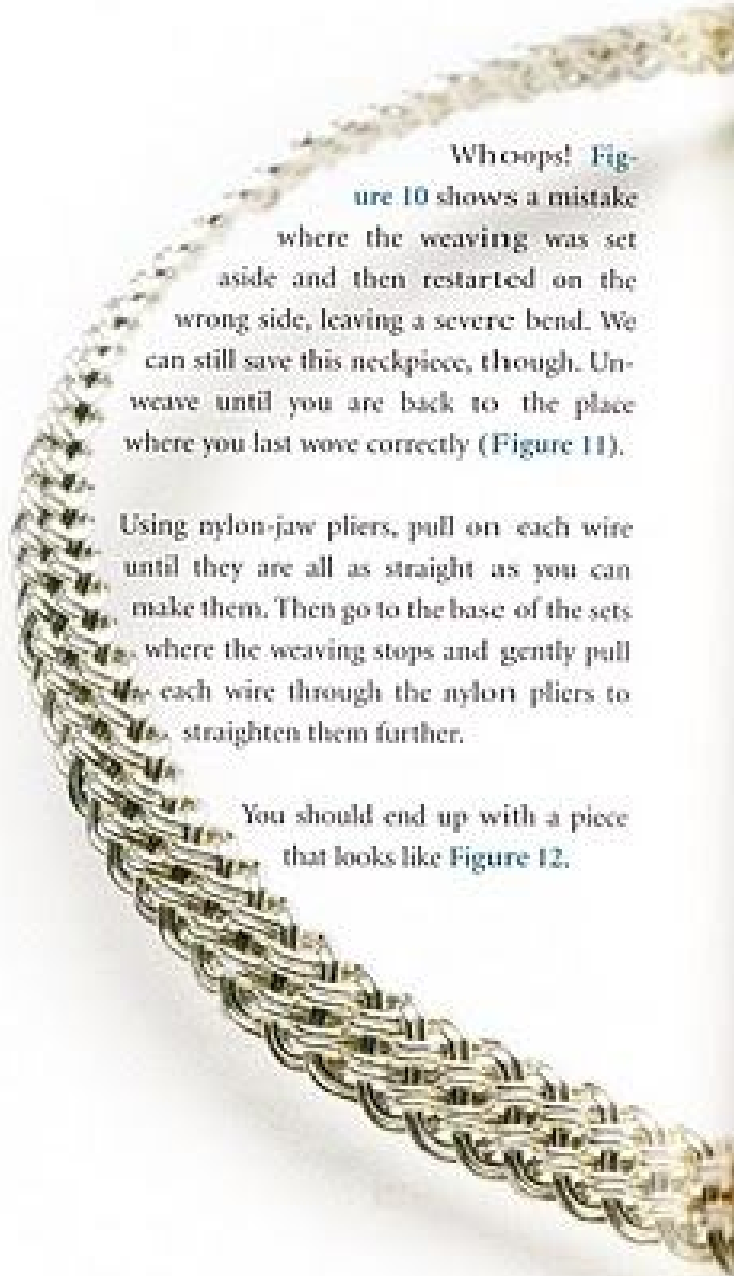 Whoops! Fig-
ure 10 shows a mistake
where the weaving was set
aside and then restarted on the
wrong side, leaving a severe bend. We
can still save this neckpiece, though. Un-
weave until you are back to the place
where you last wove correctly (Figure 11).
Using nylon-jaw pliers, pull on each wire
until they are all as straight as you can
make them. Then go to the base of the sets
where the weaving stops and gently pull
each wire through the nylon pliers to
straighten them further.
You should end up with a piece
that looks like Figure 12.